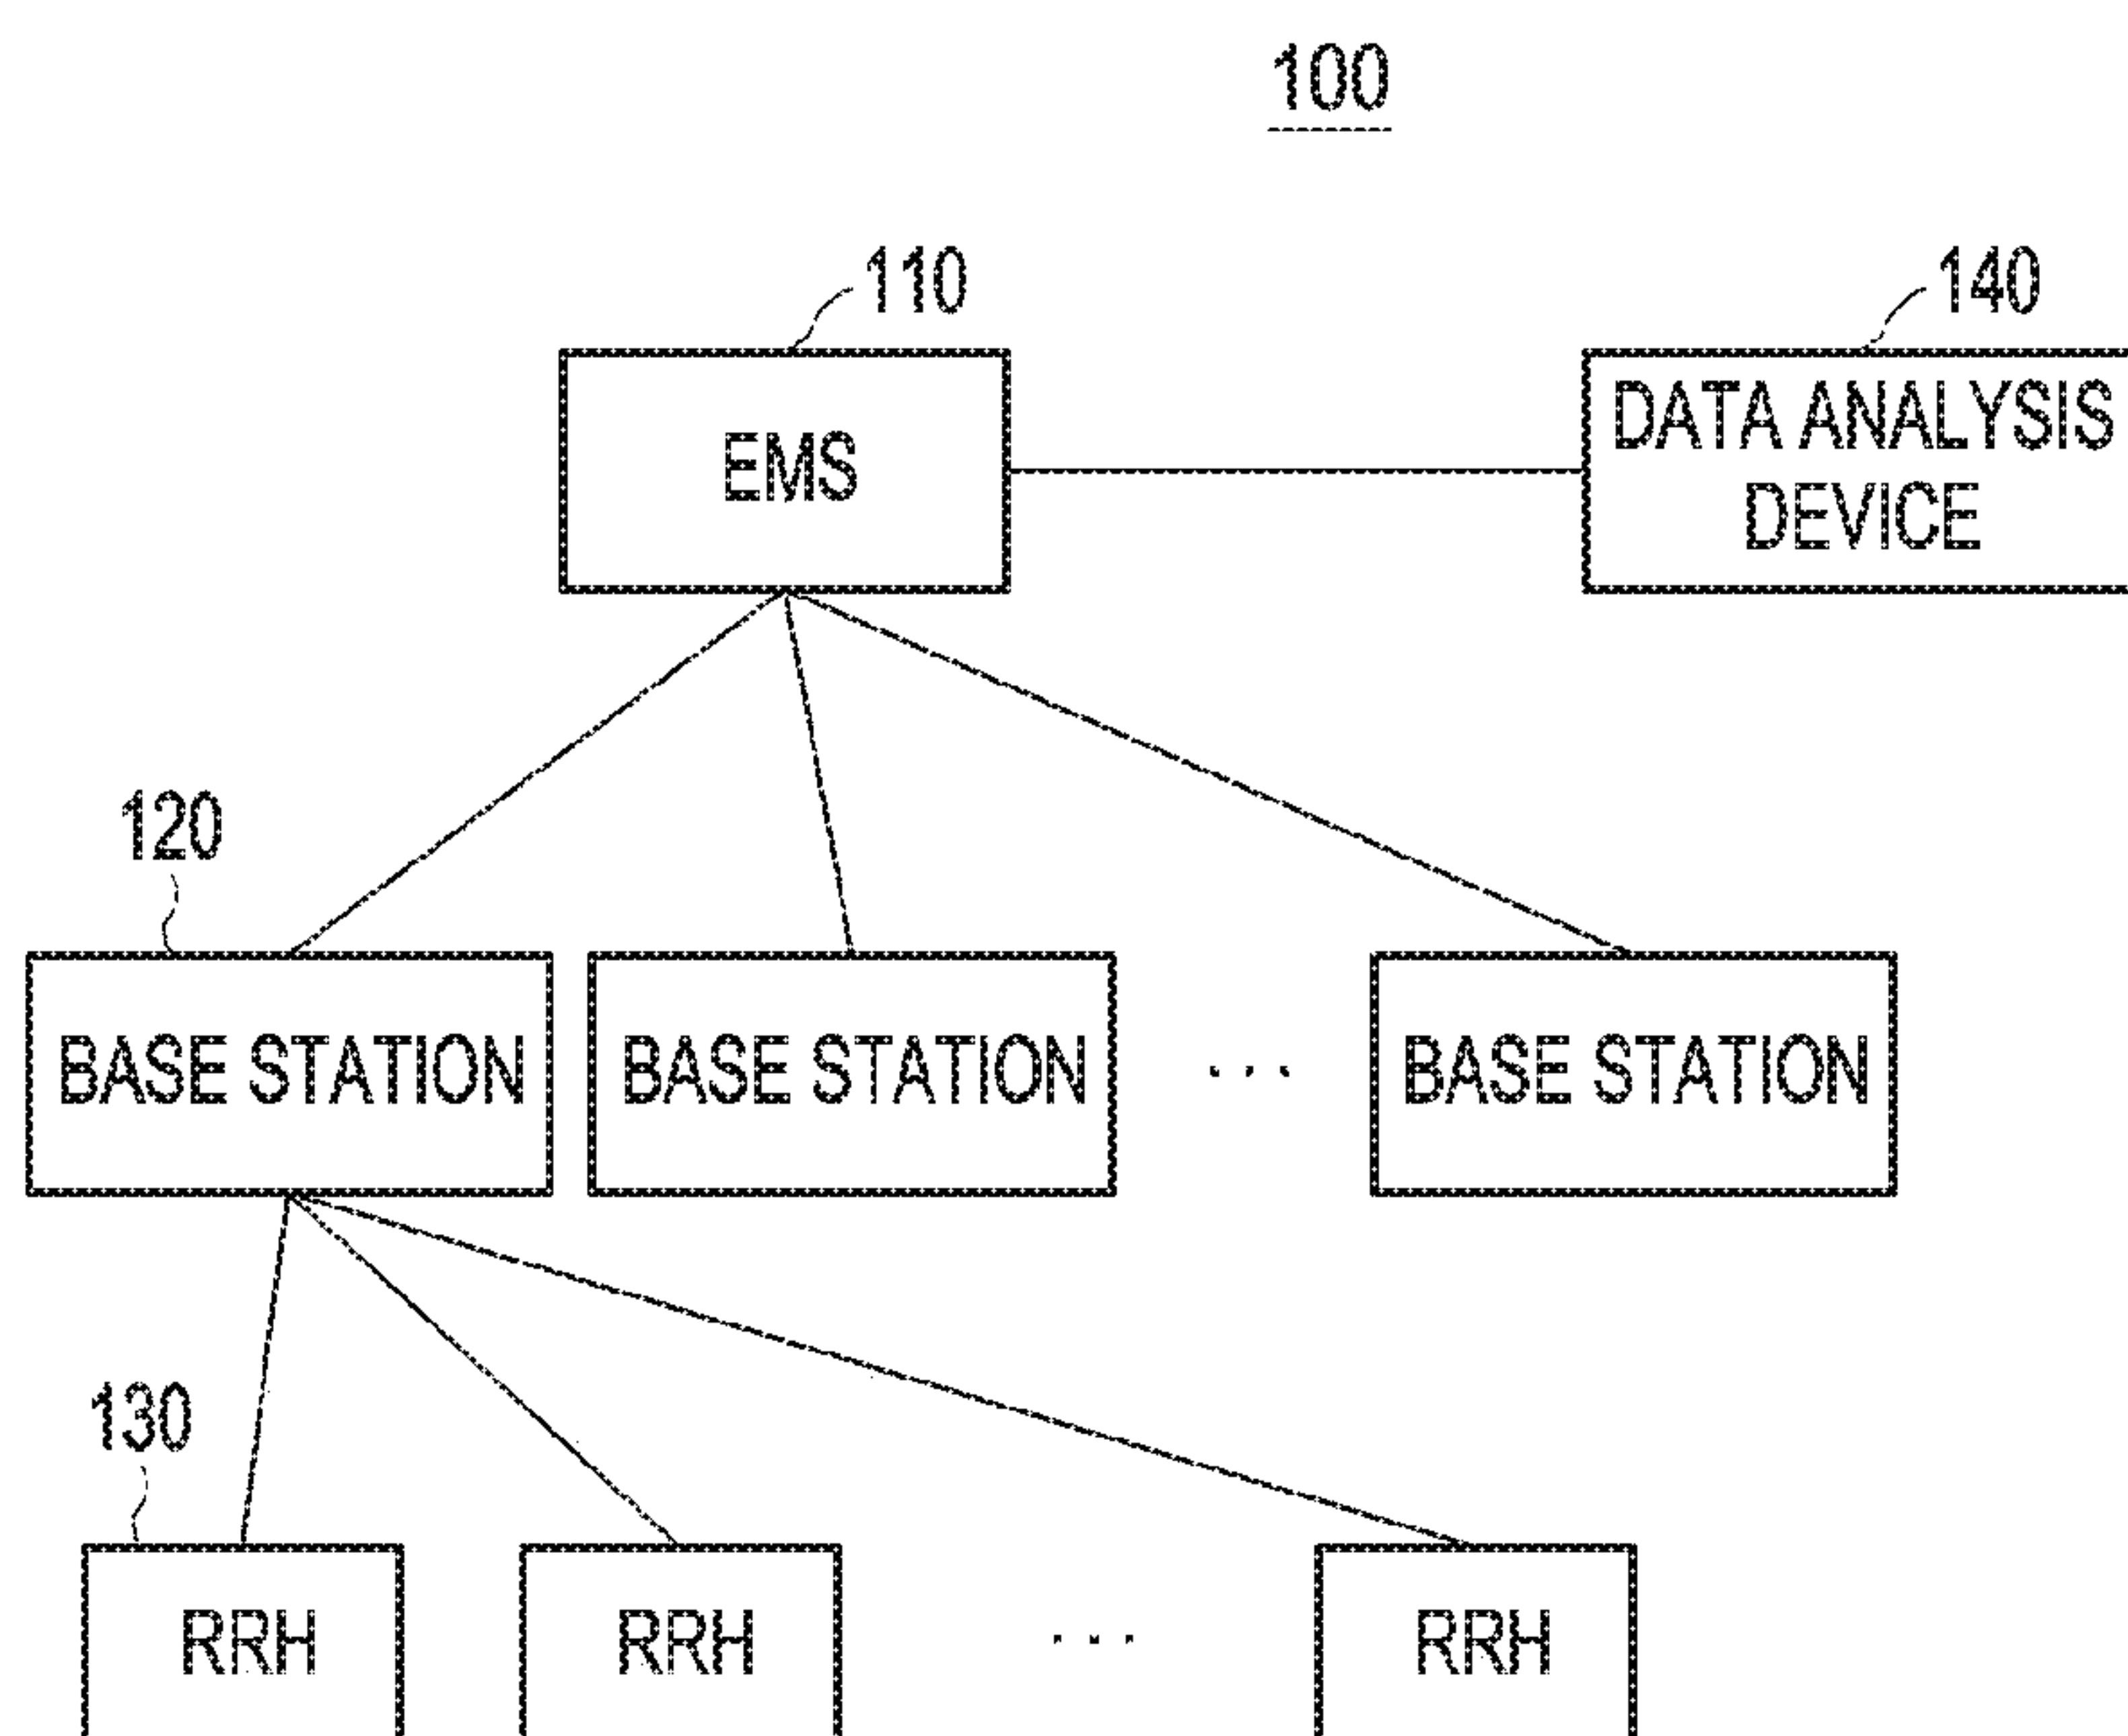 100
110
140
EMS
DATA ANALYSIS
DEVICE
120
BASE STATION
BASE STATION
...
BASE STATION
130
RRH
RRH
...
RRH